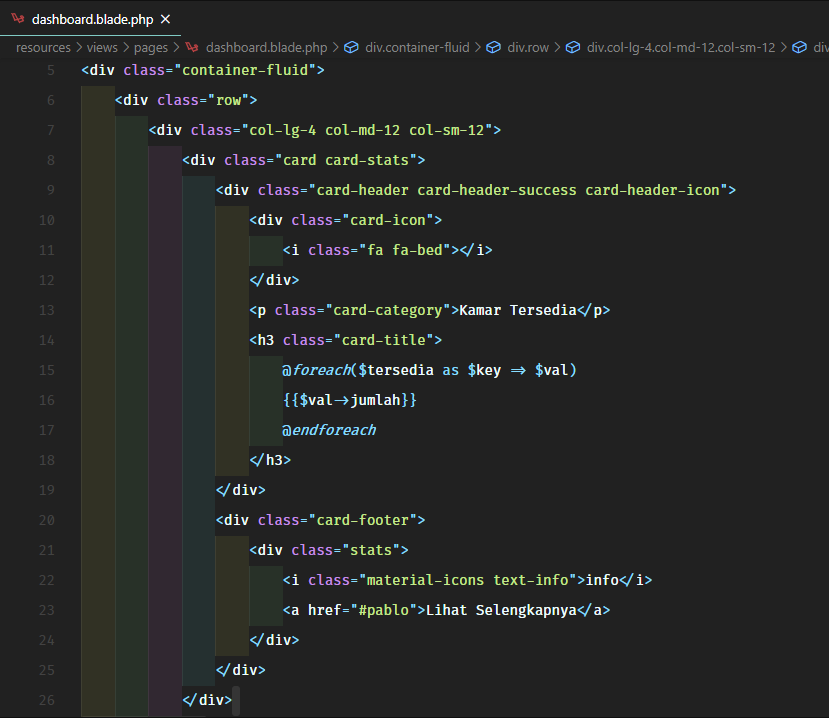 dashboard.blade.php ×
resources > views > pages > dashboard.blade.php > div.container-fluid > div.row > div.col-lg-4.col-md-12.col-sm-12 > div
5 <div class="container-fluid">
6 <div class="row">
7 <div class="col-lg-4 col-md-12 col-sm-12">
8 <div class="card card-stats">
9 <div class="card-header card-header-success card-header-icon">
10 <div class="card-icon">
11 <i class="fa fa-bed"></i>
12 </div>
13 <p class="card-category">Kamar Tersedia</p>
14 <h3 class="card-title">
15 @foreach($tersedia as $key => $val)
16 {{$val->jumlah}}
17 @endforeach
18 </h3>
19 </div>
20 <div class="card-footer">
21 <div class="stats">
22 <i class="material-icons text-info">info</i>
23 <a href="#pablo">Lihat Selengkapnya</a>
24 </div>
25 </div>
26 </div>